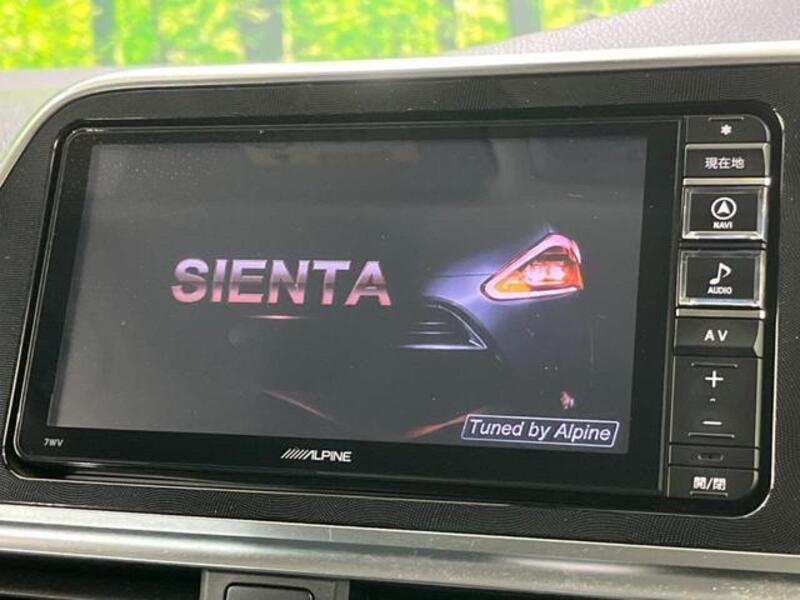 SIENTA
Tuned by Alpine
7WV
ALPINE
✱
現在地
NAVI
AUDIO
AV
+
-
開/閉